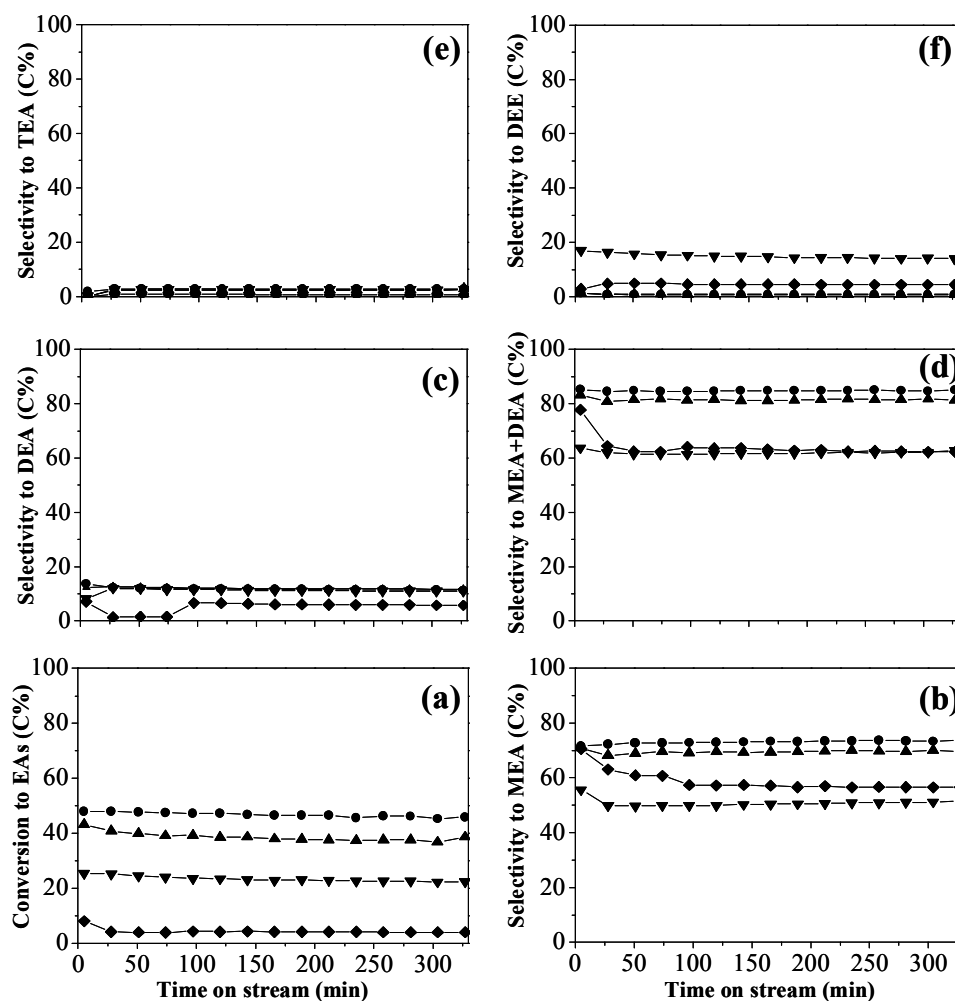 (e)
Selectivity to TEA (C%)
100
80
60
40
20
0
(f)
Selectivity to DEE (C%)
100
80
60
40
20
0
(c)
Selectivity to DEA (C%)
100
80
60
40
20
0
(d)
Selectivity to MEA+DEA (C%)
100
80
60
40
20
0
(a)
Conversion to EAs (C%)
100
80
60
40
20
0
0 50 100 150 200 250 300
Time on stream (min)
(b)
Selectivity to MEA (C%)
100
80
60
40
20
0
0 50 100 150 200 250 300
Time on stream (min)